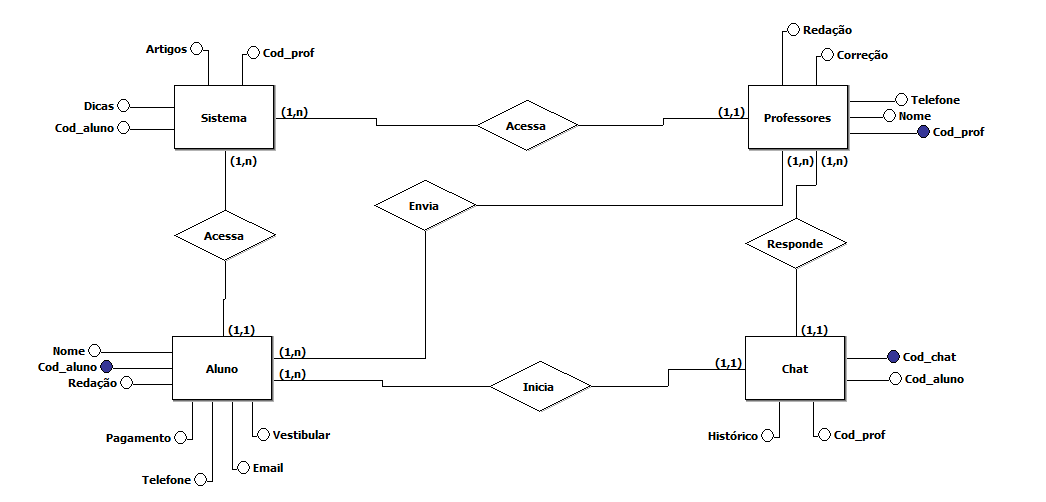 Redação
Artigos
Cod_prof
Correção
Dicas
Cod_aluno
Sistema
(1,n)
Acessa
(1,1)
Professores
Telefone
Nome
Cod_prof
(1,n)
(1,n)
(1,n)
Envia
Acessa
Responde
(1,1)
(1,1)
Nome
Cod_aluno
Redação
Aluno
(1,n)
(1,n)
Inicia
(1,1)
Chat
Cod_chat
Cod_aluno
Pagamento
Vestibular
Histórico
Cod_prof
Telefone
Email